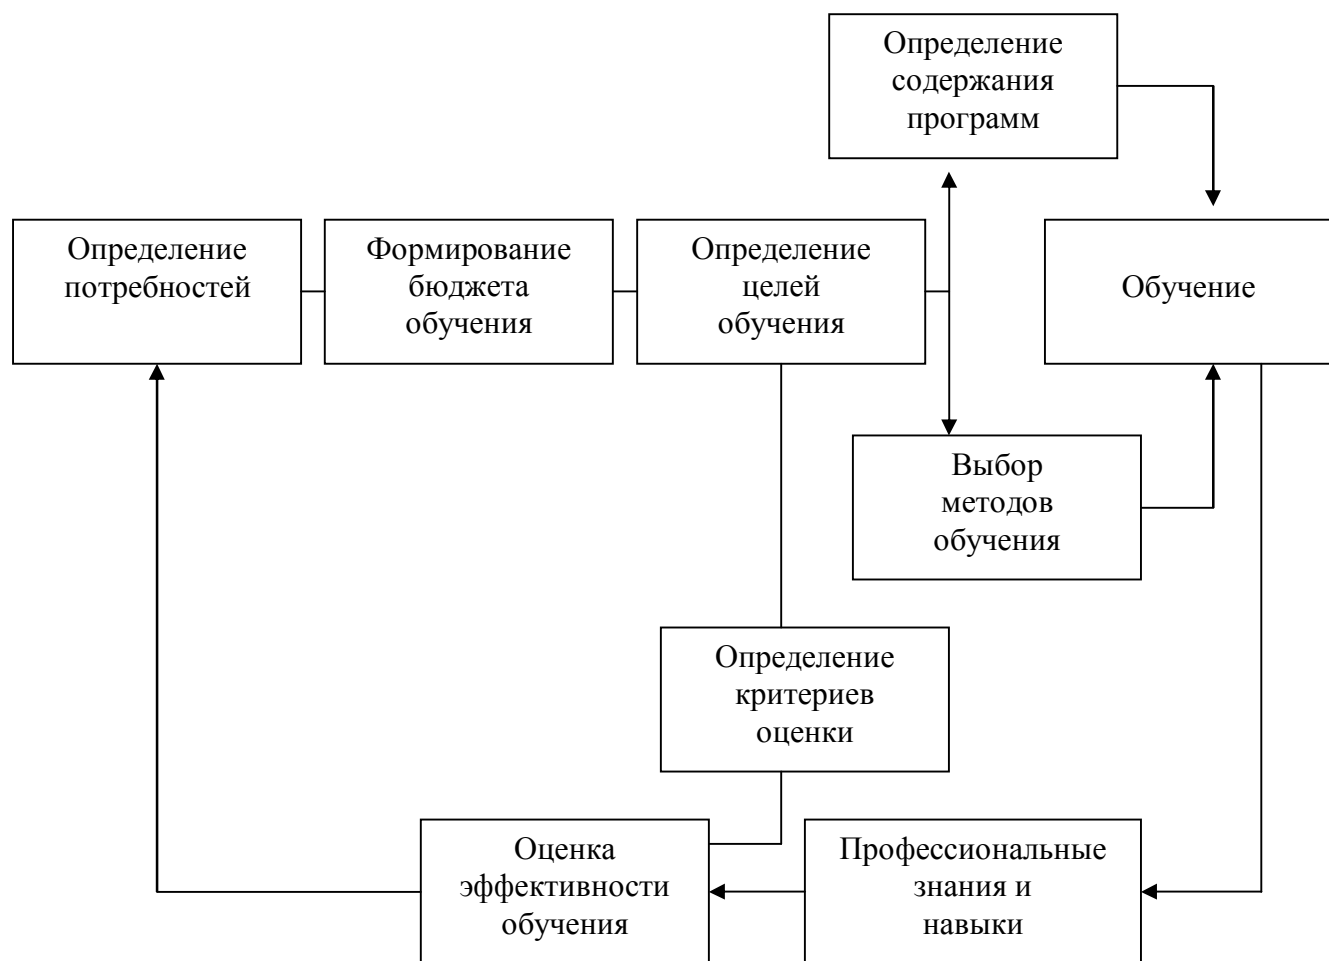 Определение
содержания
программ
Определение
потребностей
Формирование
бюджета
обучения
Определение
целей
обучения
Обучение
Выбор
методов
обучения
Определение
критериев
оценки
Оценка
эффективности
обучения
Профессиональные
знания и
навыки